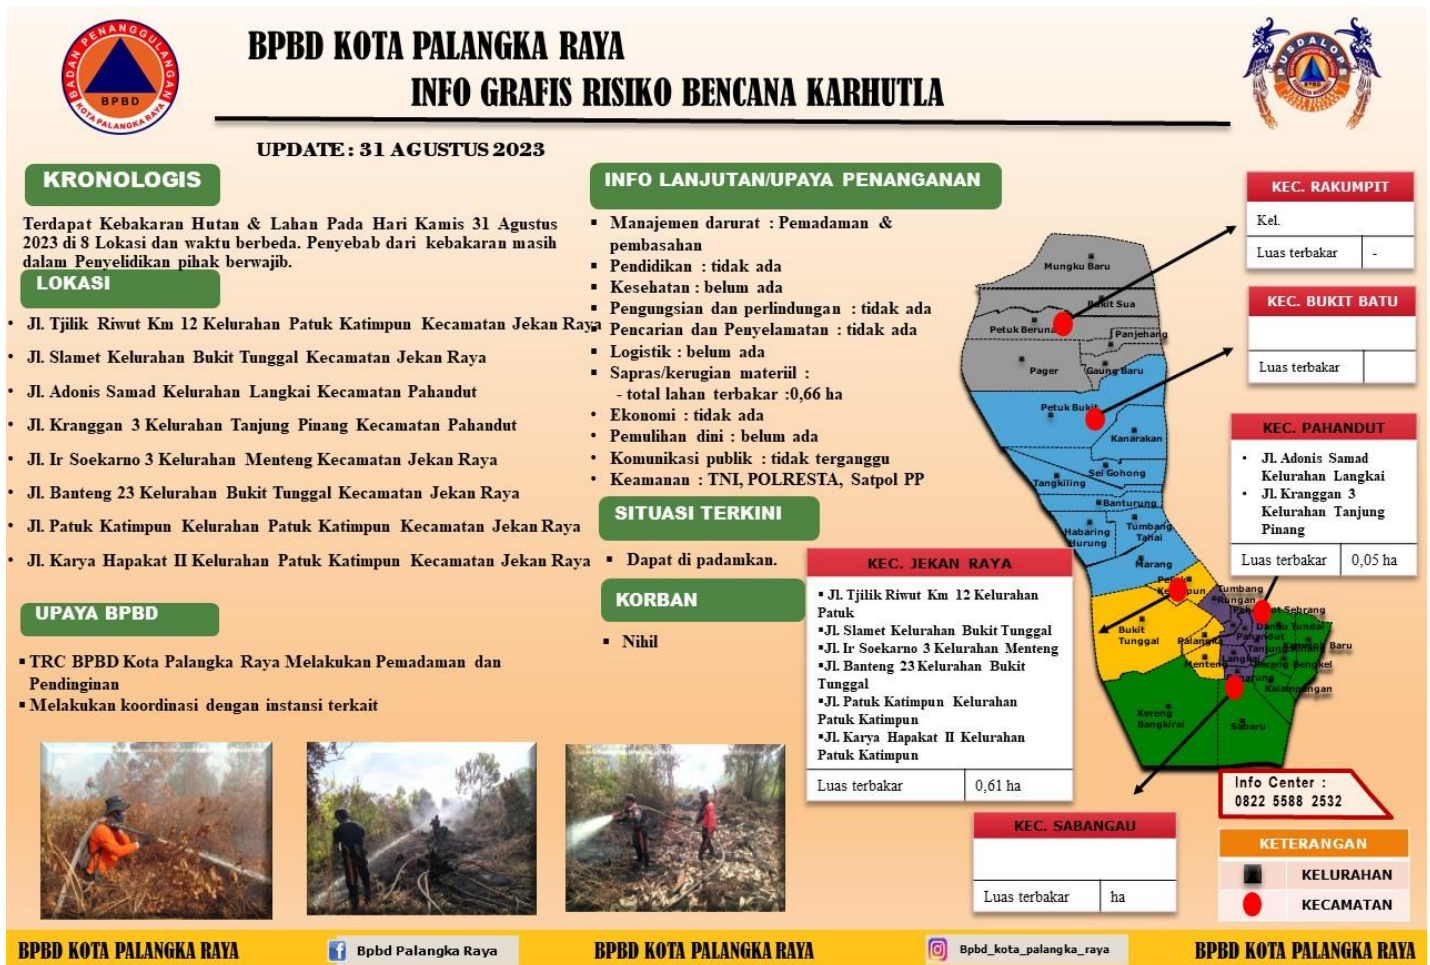 BADAN PENANGGULANGAN
BPBD
KOTA PALANGKA RAYA
BPBD KOTA PALANGKA RAYA
INFO GRAFIS RISIKO BENCANA KARHUTLA
PUSDALOPS
BPBD
UPDATE : 31 AGUSTUS 2023
KRONOLOGIS
Terdapat Kebakaran Hutan & Lahan Pada Hari Kamis 31 Agustus
2023 di 8 Lokasi dan waktu berbeda. Penyebab dari kebakaran masih
dalam Penyelidikan pihak berwajib.
LOKASI
• Jl. Tjilik Riwut Km 12 Kelurahan Patuk Katimpun Kecamatan Jekan Raya
• Jl. Slamet Kelurahan Bukit Tunggal Kecamatan Jekan Raya
• Jl. Adonis Samad Kelurahan Langkai Kecamatan Pahandut
• Jl. Kranggan 3 Kelurahan Tanjung Pinang Kecamatan Pahandut
• Jl. Ir Soekarno 3 Kelurahan Menteng Kecamatan Jekan Raya
• Jl. Banteng 23 Kelurahan Bukit Tunggal Kecamatan Jekan Raya
• Jl. Patuk Katimpun Kelurahan Patuk Katimpun Kecamatan Jekan Raya
• Jl. Karya Hapakat II Kelurahan Patuk Katimpun Kecamatan Jekan Raya
UPAYA BPBD
▪ TRC BPBD Kota Palangka Raya Melakukan Pemadaman dan
Pendinginan
▪ Melakukan koordinasi dengan instansi terkait
INFO LANJUTAN/UPAYA PENANGANAN
▪ Manajemen darurat : Pemadaman &
pembasahan
▪ Pendidikan : tidak ada
▪ Kesehatan : belum ada
▪ Pengungsian dan perlindungan : tidak ada
▪ Pencarian dan Penyelamatan : tidak ada
▪ Logistik : belum ada
▪ Sapras/kerugian materiil :
- total lahan terbakar :0,66 ha
• Ekonomi : tidak ada
• Pemulihan dini : belum ada
• Komunikasi publik : tidak terganggu
▪ Keamanan : TNI, POLRESTA, Satpol PP
SITUASI TERKINI
▪ Dapat di padamkan.
KORBAN
▪ Nihil
KEC. RAKUMPIT
Kel.
Luas terbakar -
KEC. BUKIT BATU
Luas terbakar
KEC. PAHANDUT
• Jl. Adonis Samad
Kelurahan Langkai
• Jl. Kranggan 3
Kelurahan Tanjung
Pinang
Luas terbakar 0,05 ha
KEC. JEKAN RAYA
▪ Jl. Tjilik Riwut Km 12 Kelurahan
Patuk
▪Jl. Slamet Kelurahan Bukit Tunggal
▪Jl. Ir Soekarno 3 Kelurahan Menteng
▪Jl. Banteng 23 Kelurahan Bukit
Tunggal
▪Jl. Patuk Katimpun Kelurahan
Patuk Katimpun
▪Jl. Karya Hapakat II Kelurahan
Patuk Katimpun
Luas terbakar 0,61 ha
KEC. SABANGAU
Luas terbakar ha
Mungku Baru
Bukit Sua
Petuk Beruna
Panjehang
Pager
Gaung Baru
Petuk Bukit
Kanarakan
Sei Gohong
Tangkiling
Banturung
Habaring
Hurung
Tumbang
Tahai
Marang
Tumbang
Rungan
Sebrang
Bukit
Tunggal
Palangka
Pahandut
Danau Tundai
Baru
Menteng
Langkai
Bereng Bengkel
Kalampangan
Kereng
Bangkirai
Sabaru
Info Center :
0822 5588 2532
KETERANGAN
KELURAHAN
KECAMATAN
BPBD KOTA PALANGKA RAYA
Bpbd Palangka Raya
BPBD KOTA PALANGKA RAYA
Bpbd_kota_palangka_raya
BPBD KOTA PALANGKA RAYA